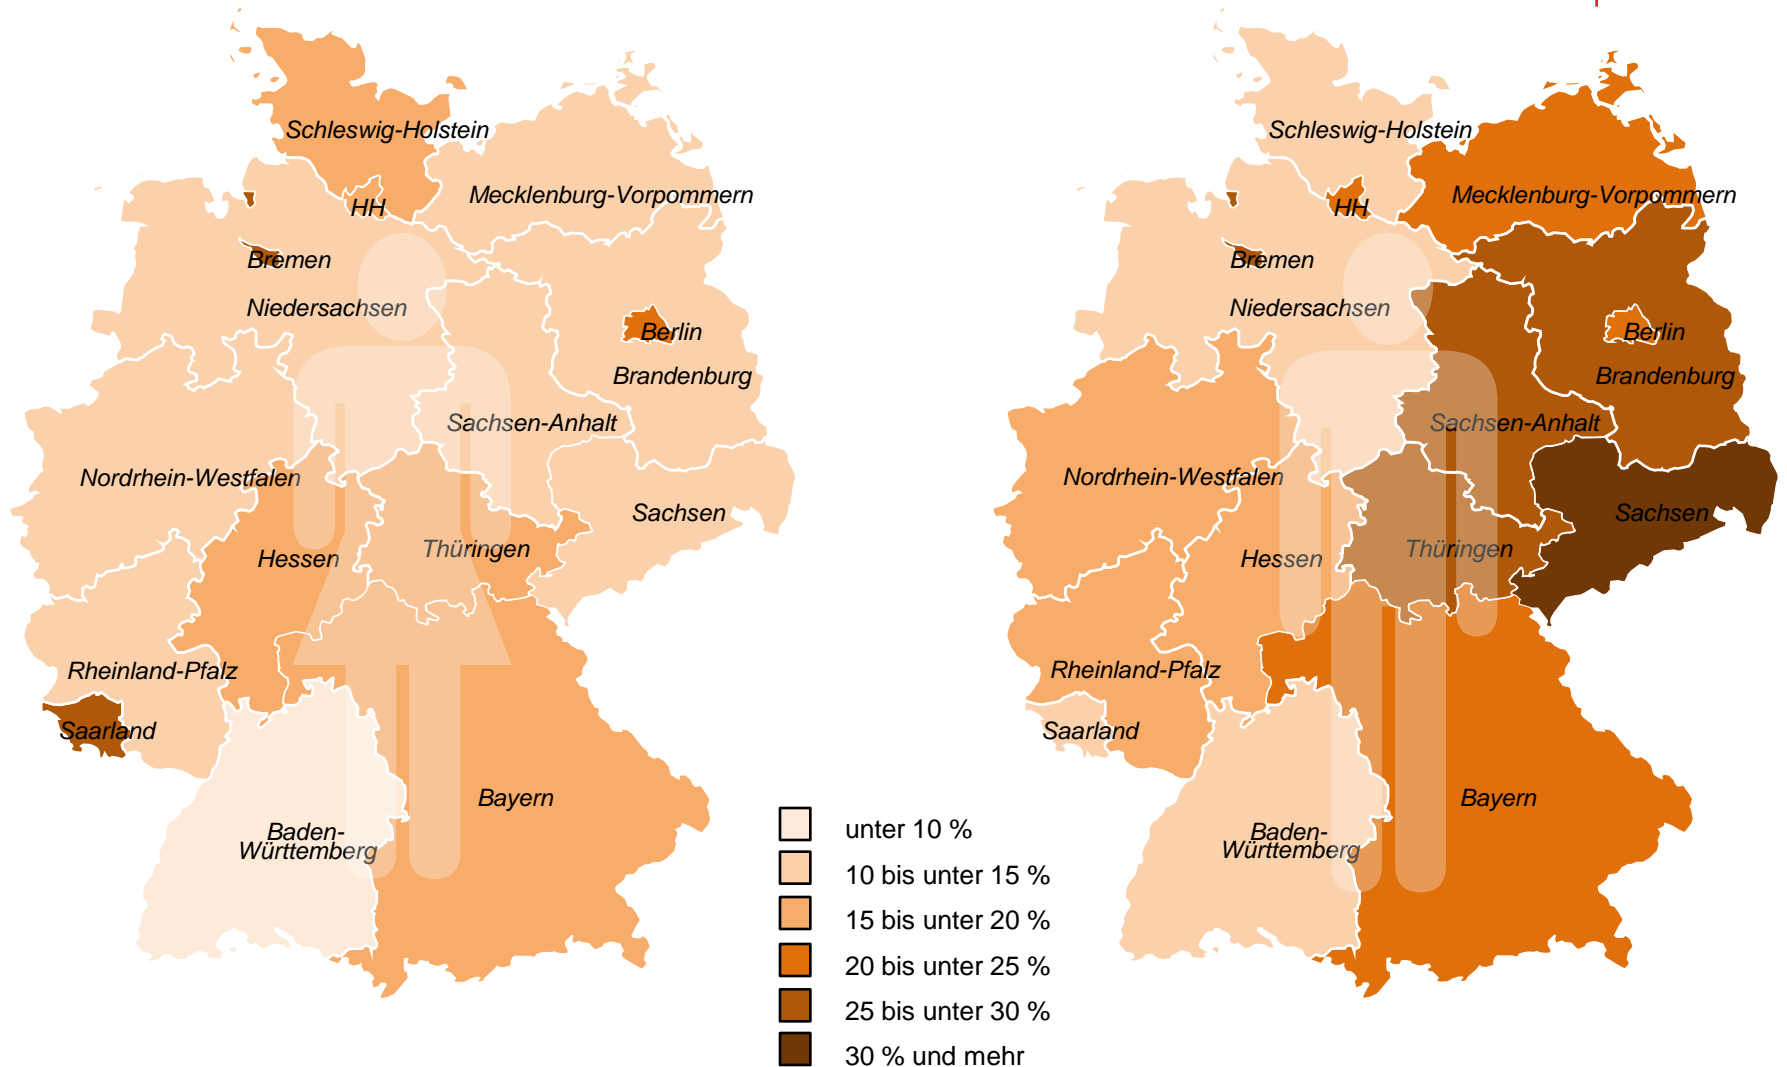 Schleswig-Holstein
Mecklenburg-Vorpommern
HH
Bremen
Niedersachsen
Berlin
Brandenburg
Sachsen-Anhalt
Nordrhein-Westfalen
Sachsen
Hessen
Thüringen
Rheinland-Pfalz
Saarland
Bayern
Baden-
Württemberg
Schleswig-Holstein
Mecklenburg-Vorpommern
HH
Bremen
Niedersachsen
Berlin
Brandenburg
Sachsen-Anhalt
Nordrhein-Westfalen
Sachsen
Hessen
Thüringen
Rheinland-Pfalz
Saarland
Bayern
Baden-
Württemberg
unter 10 %
10 bis unter 15 %
15 bis unter 20 %
20 bis unter 25 %
25 bis unter 30 %
30 % und mehr